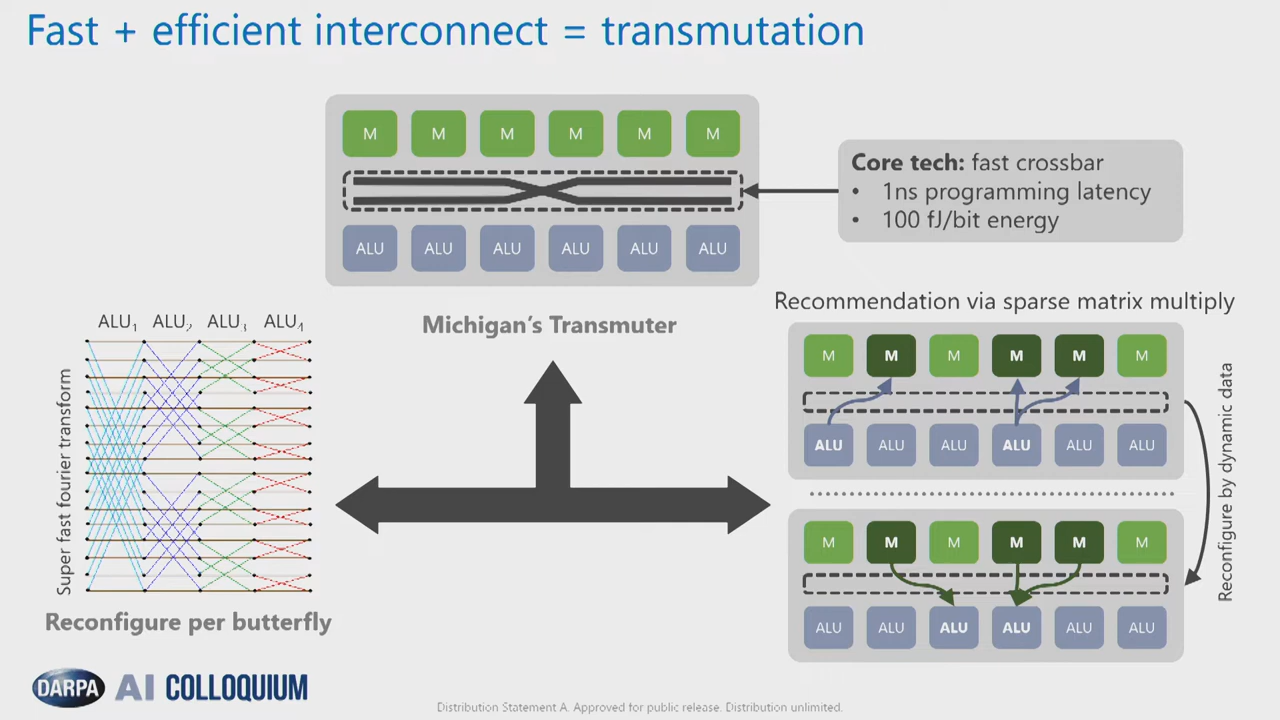 Fast + efficient interconnect = transmutation
M M M M M M
ALU ALU ALU ALU ALU ALU
Core tech: fast crossbar
• 1ns programming latency
• 100 fJ/bit energy
Michigan's Transmuter
ALU1 ALU2 ALU3 ALU4
Super fast fourier transform
Reconfigure per butterfly
Recommendation via sparse matrix multiply
M M M M M M
ALU ALU ALU ALU ALU ALU
M M M M M M
ALU ALU ALU ALU ALU ALU
Reconfigure by dynamic data
DARPA AI COLLOQUIUM
Distribution Statement A. Approved for public release. Distribution unlimited.